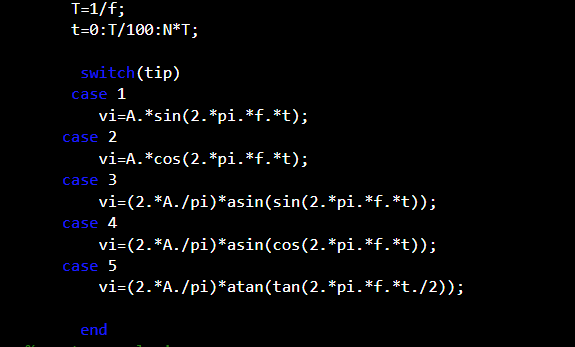 T=1/f;
t=0:T/100:N*T;
switch(tip)
case 1
vi=A.*sin(2.*pi.*f.*t);
case 2
vi=A.*cos(2.*pi.*f.*t);
case 3
vi=(2.*A./pi)*asin(sin(2.*pi.*f.*t));
case 4
vi=(2.*A./pi)*asin(cos(2.*pi.*f.*t));
case 5
vi=(2.*A./pi)*atan(tan(2.*pi.*f.*t./2));
end